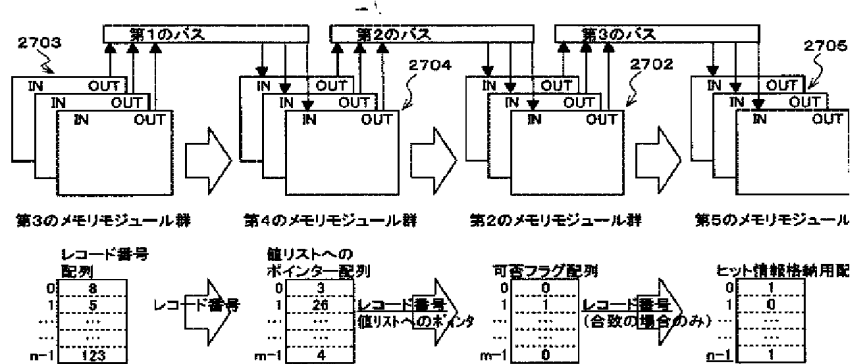 第1のバス
第2のバス
第3のバス
2703
2704
2702
2705
IN OUT
IN OUT
IN OUT
IN OUT
IN OUT
IN OUT
IN OUT
IN OUT
IN OUT
IN OUT
IN OUT
IN OUT
第3のメモリモジュール群
第4のメモリモジュール群
第2のメモリモジュール群
第5のメモリモジュール
レコード番号
配列
0 8
1 5
... ...
... ...
n-1 123
レコード番号
値リストへの
ポインター配列
0 3
1 26
... ...
... ...
m-1 4
レコード番号
値リストへのポインタ
可否フラグ配列
0 0
1 1
... ...
... ...
m-1 0
レコード番号
(合致の場合のみ)
ヒット情報格納用配
0 1
1 0
... ...
... ...
n-1 1